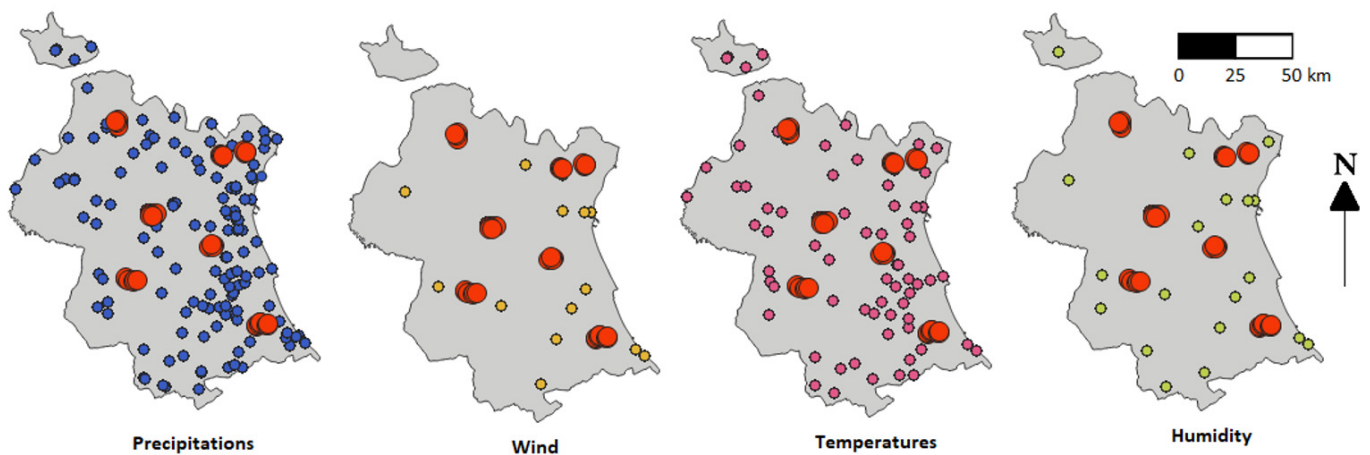 0 25 50 km
N
Precipitations
Wind
Temperatures
Humidity